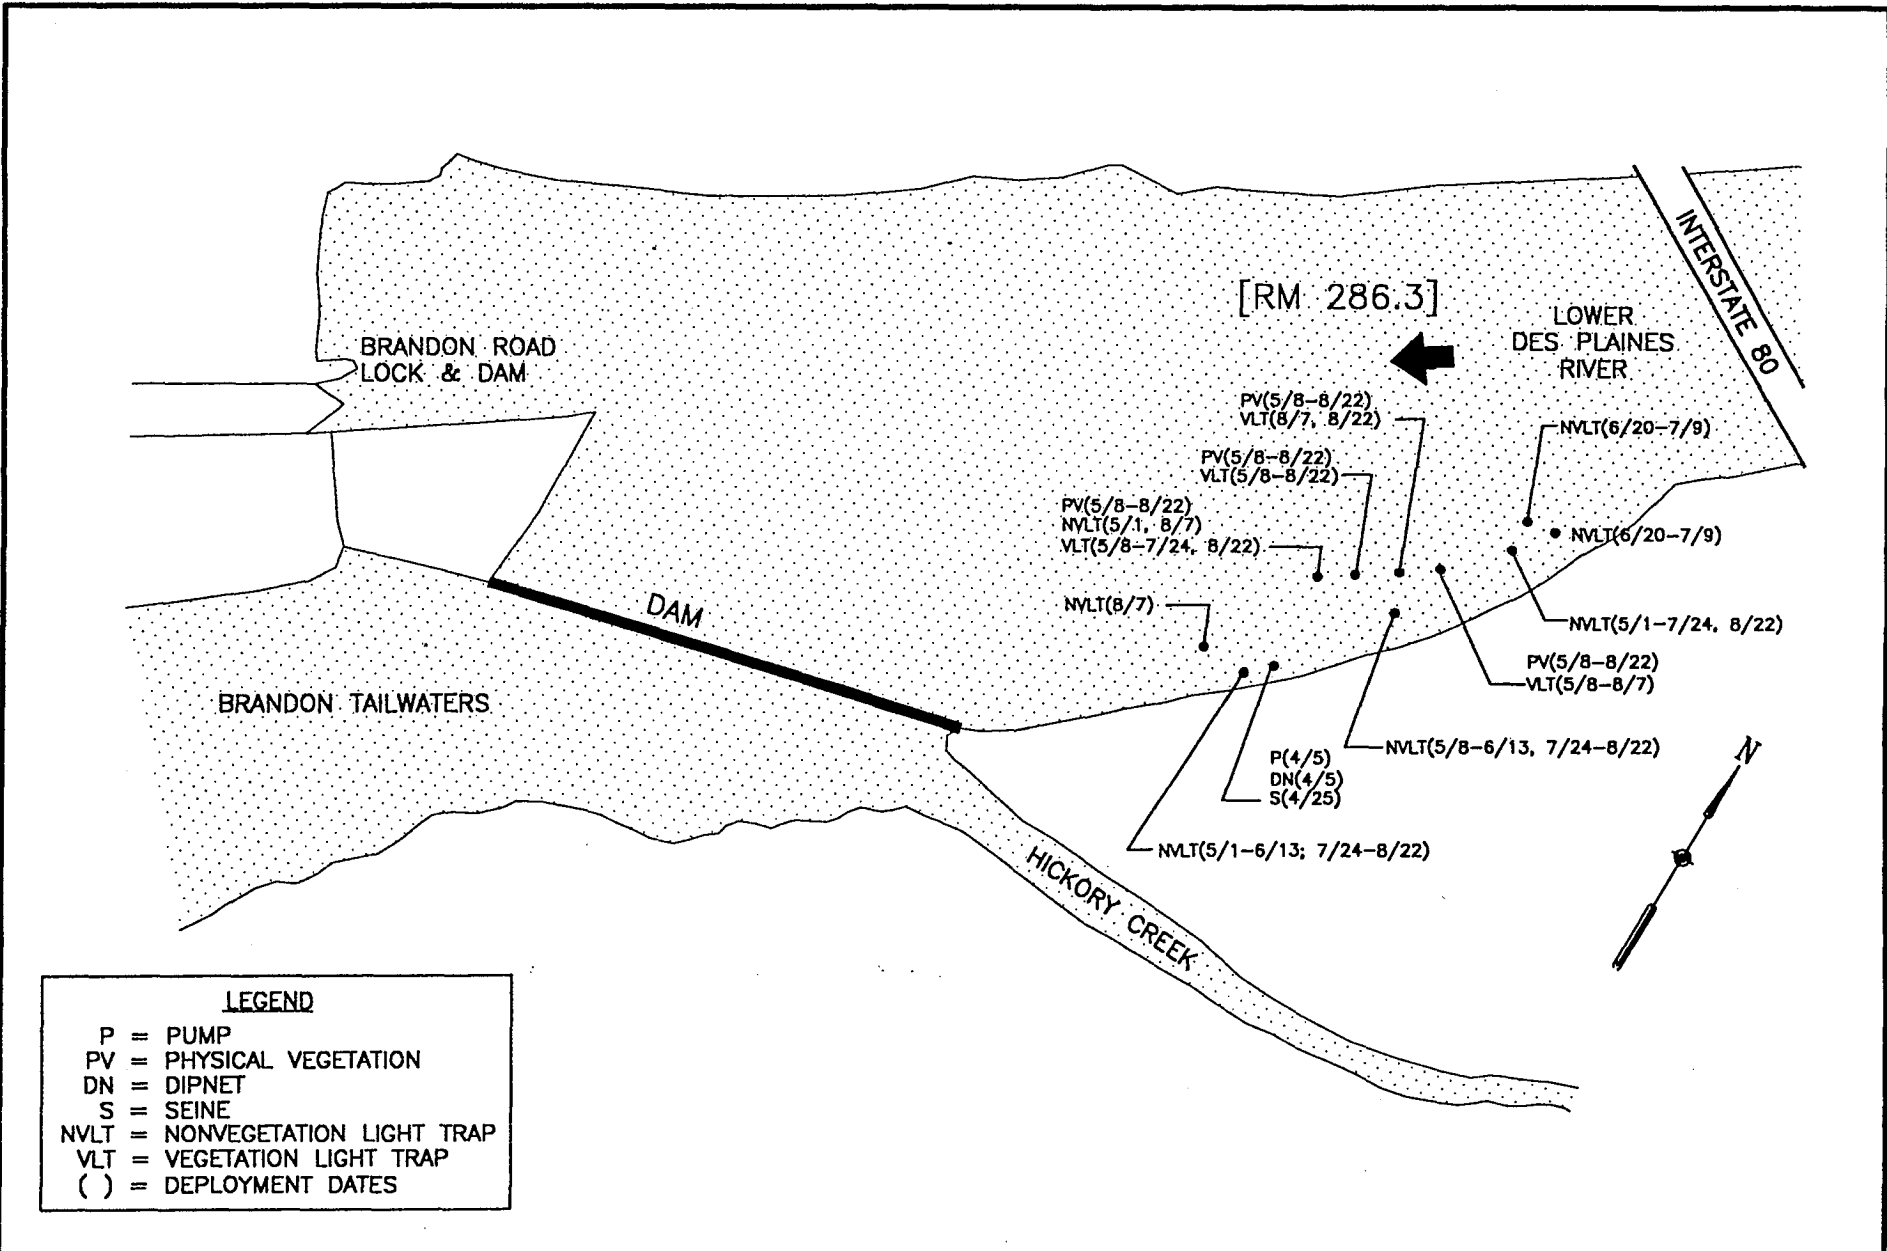 INTERSTATE 80
[RM 286.3]
LOWER
DES PLAINES
RIVER
BRANDON ROAD
LOCK & DAM
PV(5/8-8/22)
VLT(8/7, 8/22)
NVLT(6/20-7/9)
PV(5/8-8/22)
VLT(5/8-8/22)
PV(5/8-8/22)
NVLT(5/1, 8/7)
VLT(5/8-7/24, 8/22)
NVLT(6/20-7/9)
NVLT(8/7)
DAM
NVLT(5/1-7/24, 8/22)
PV(5/8-8/22)
VLT(5/8-8/7)
BRANDON TAILWATERS
NVLT(5/8-6/13, 7/24-8/22)
P(4/5)
DN(4/5)
S(4/25)
N
NVLT(5/1-6/13; 7/24-8/22)
HICKORY CREEK
LEGEND
P = PUMP
PV = PHYSICAL VEGETATION
DN = DIPNET
S = SEINE
NVLT = NONVEGETATION LIGHT TRAP
VLT = VEGETATION LIGHT TRAP
( ) = DEPLOYMENT DATES